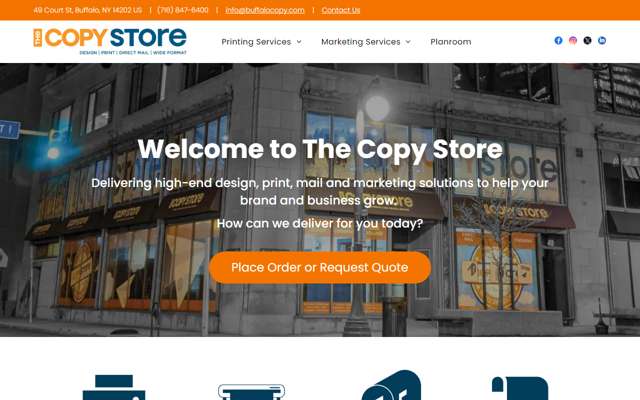 49 Court St, Buffalo, NY 14202 US | (716) 847-6400 | info@buffalocopy.com | Contact Us
THE COPY STORE
DESIGN | PRINT | DIRECT MAIL | WIDE FORMAT
Printing Services Marketing Services Planroom
Welcome to The Copy Store
Delivering high-end design, print, mail and marketing solutions to help your
brand and business grow.
How can we deliver for you today?
Place Order or Request Quote
store
COPY STORE